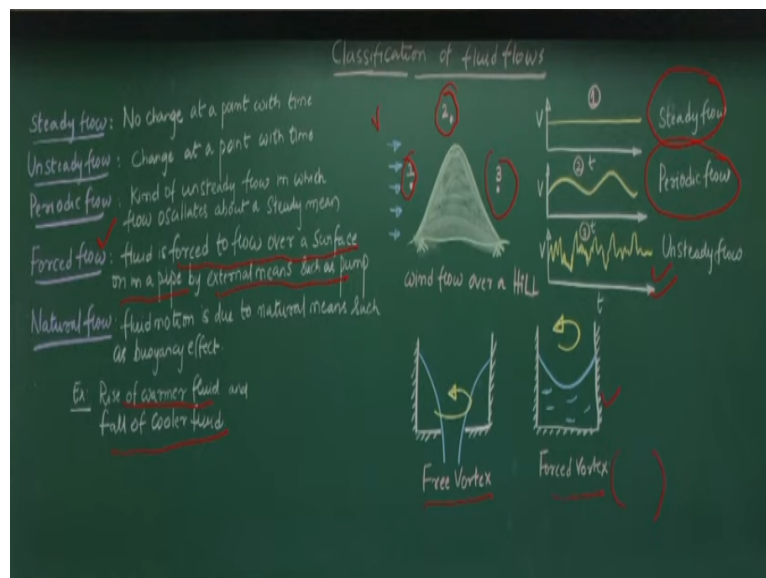 Classification of fluid flows
Steady flow: No change at a point with time
Unsteady flow: Change at a point with time
Periodic flow: Kind of unsteady flow in which
flow oscillates about a steady mean
Forced flow: fluid is forced to flow over a surface
or in a pipe by external means such as pump
Natural flow: fluid motion is due to natural means such
as buoyancy effect.
Ex: Rise of warmer fluid and
fall of cooler fluid
2
1
3
wind flow over a HiLL
1
V
t
Steady flow
2
V
t
Periodic flow
3
V
t
Unsteady flow
Free Vortex
Forced Vortex